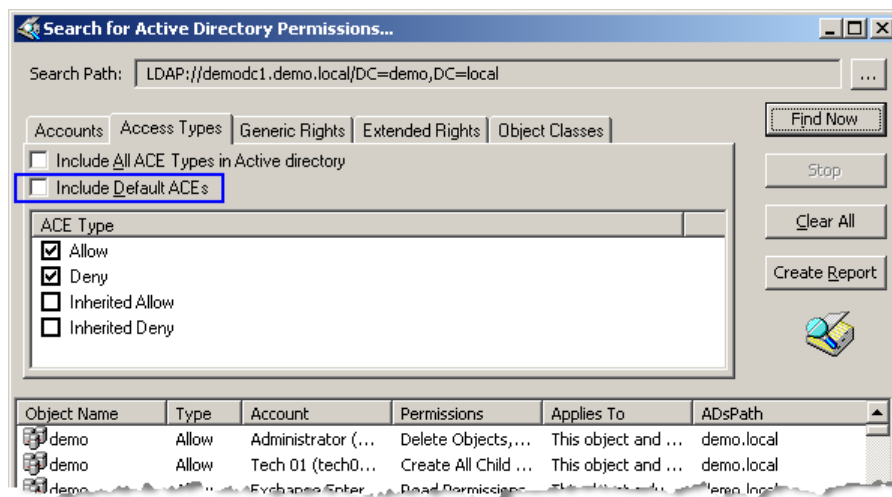 Search for Active Directory Permissions...
Search Path: LDAP://demodc1.demo.local/DC=demo,DC=local ...
Accounts Access Types Generic Rights Extended Rights Object Classes
Find Now
Include All ACE Types in Active directory
Stop
Include Default ACEs
Clear All
ACE Type
Allow
Deny
Create Report
Inherited Allow
Inherited Deny
Object Name Type Account Permissions Applies To ADsPath
demo Allow Administrator (... Delete Objects,... This object and ... demo.local
demo Allow Tech 01 (tech0... Create All Child ... This object and ... demo.local
demo Read Permissions